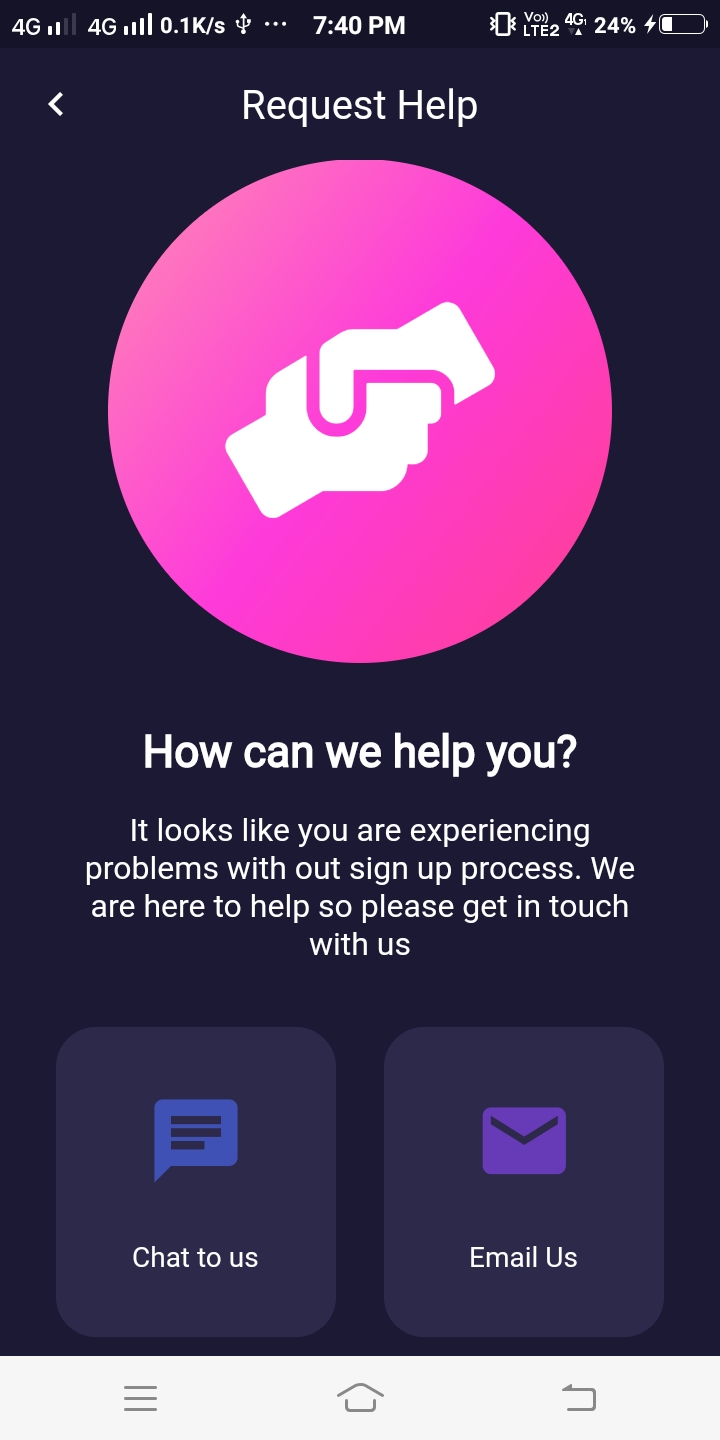 4G 4G 0.1K/s ... 7:40 PM Vo)) LTE2 4G 24%
Request Help
How can we help you?
It looks like you are experiencing
problems with out sign up process. We
are here to help so please get in touch
with us
Chat to us Email Us